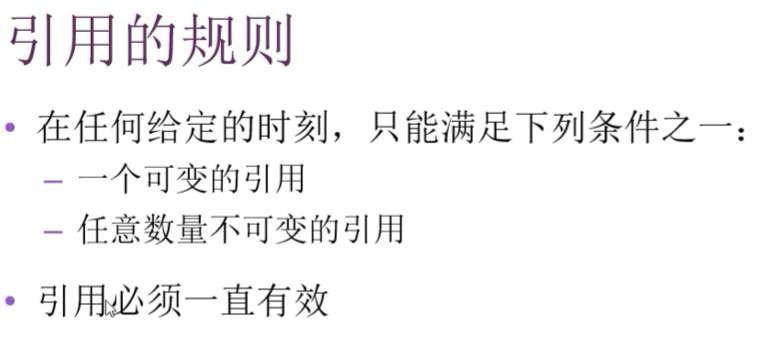 引用的规则
• 在任何给定的时刻，只能满足下列条件之一：
– 一个可变的引用
– 任意数量不可变的引用
• 引用必须一直有效